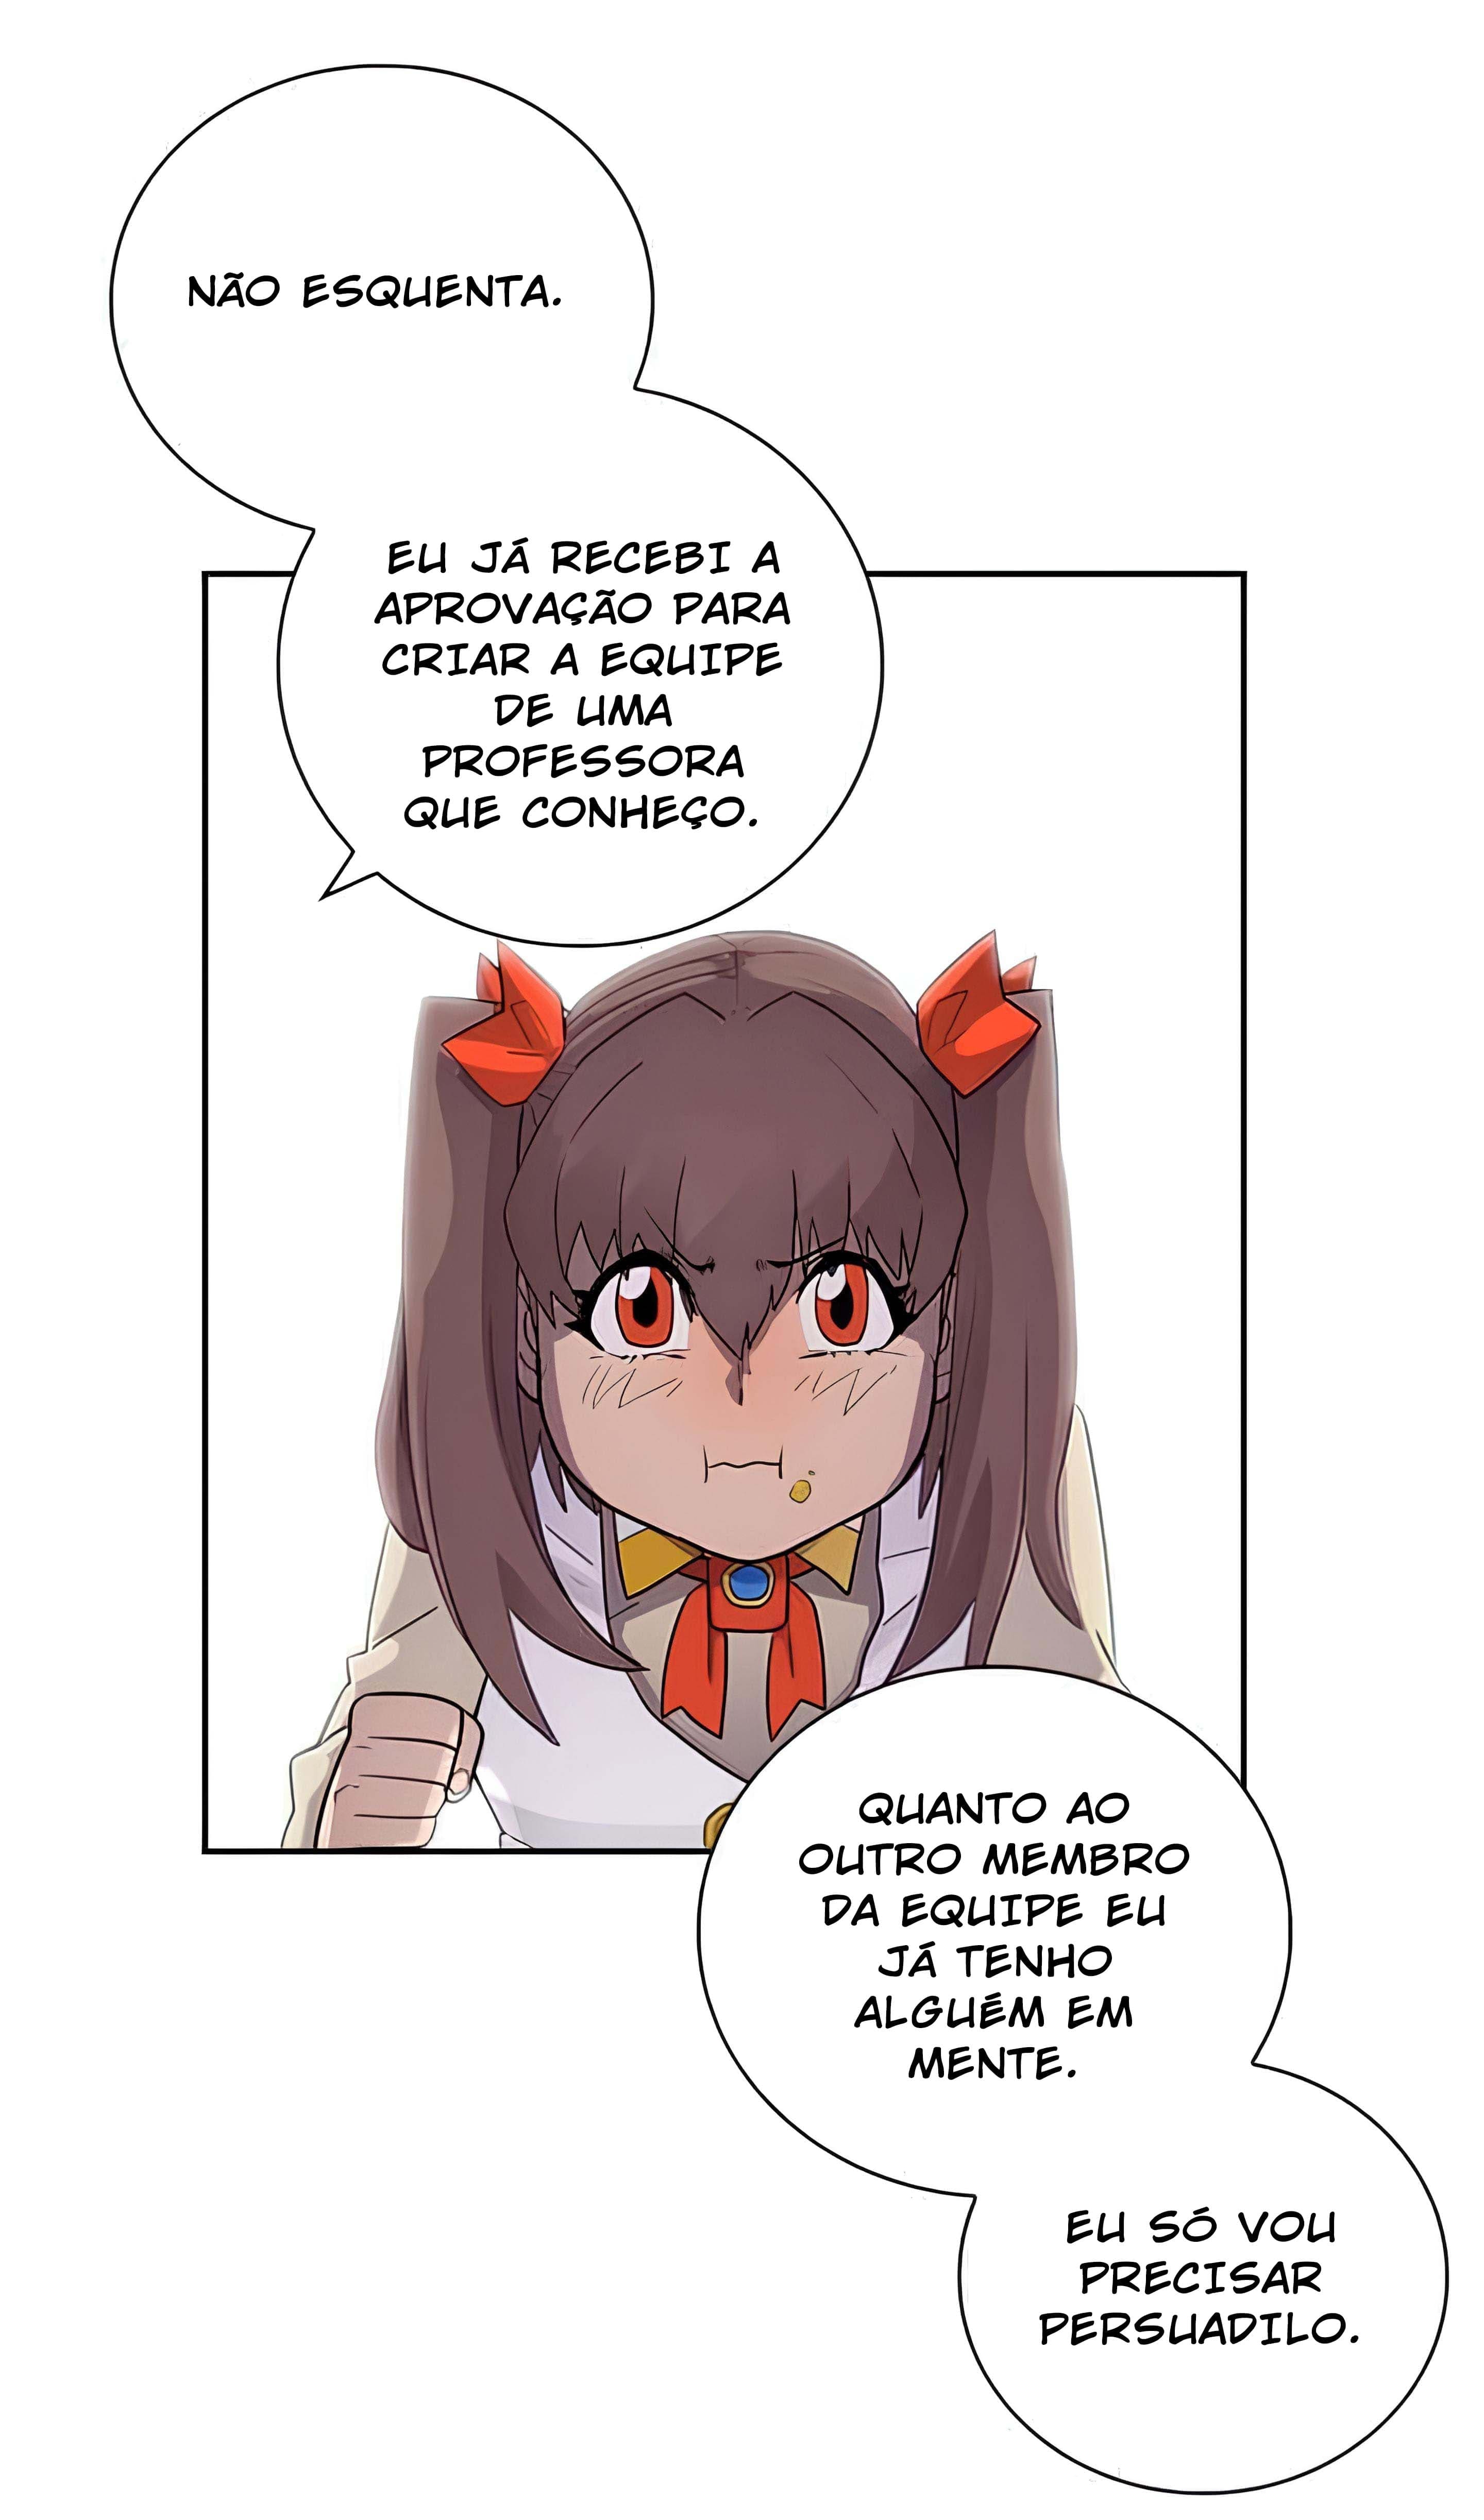 NÃO ESQUENTA.
EU JÁ RECEBI A
APROVAÇÃO PARA
CRIAR A EQUIPE
DE UMA
PROFESSORA
QUE CONHEÇO.
QUANTO AO
OUTRO MEMBRO
DA EQUIPE EU
JÁ TENHO
ALGUÉM EM
MENTE.
EU SÓ VOU
PRECISAR
PERSUADILO.